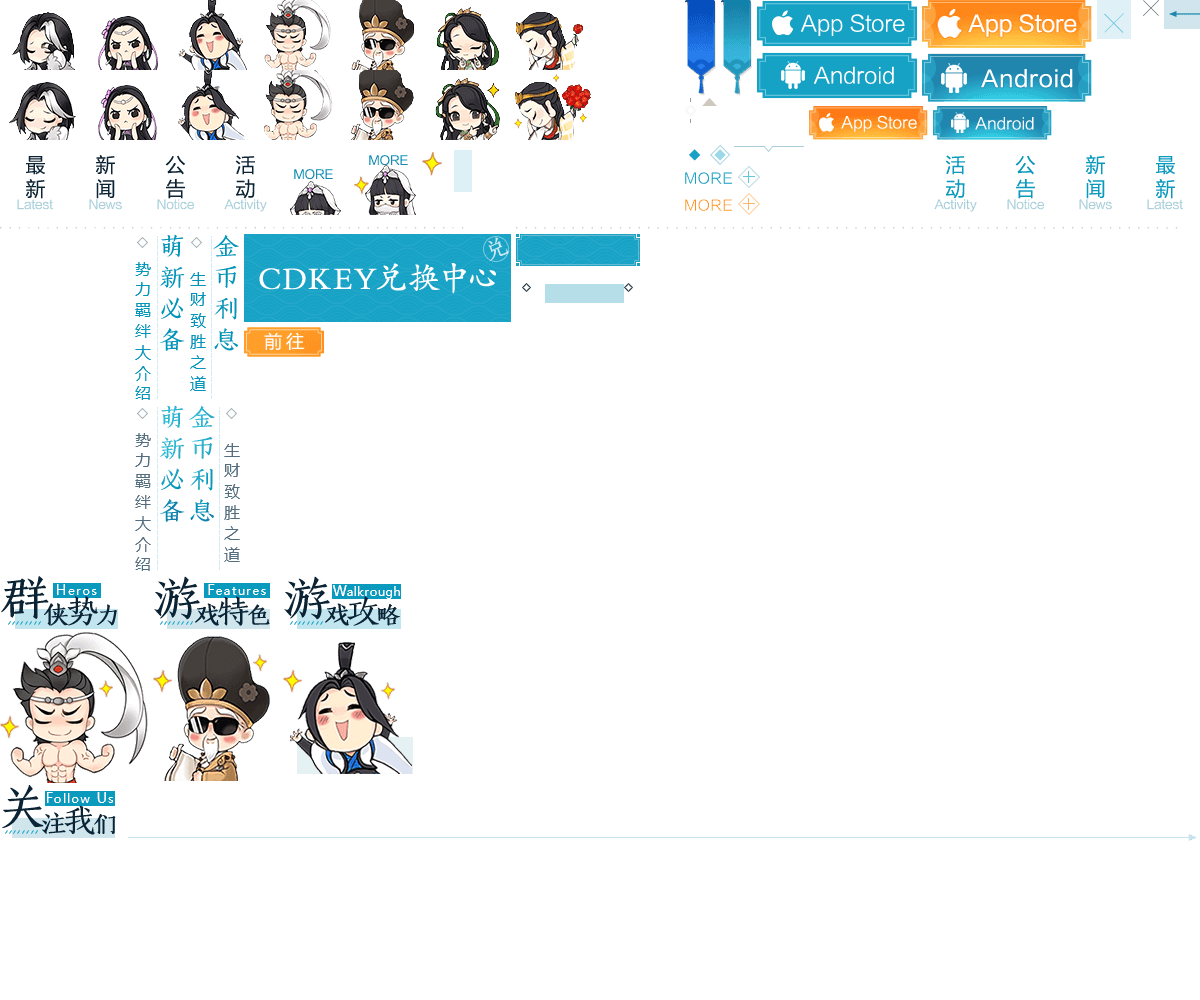 App Store
App Store
Android
Android
App Store
Android
最新
Latest
新闻
News
公告
Notice
活动
Activity
MORE
MORE
MORE
MORE
活动
Activity
公告
Notice
新闻
News
最新
Latest
势力羁绊大介绍
萌新必备
生财致胜之道
金币利息
CDKEY兑换中心
兑
前往
势力羁绊大介绍
萌新必备
金币利息
生财致胜之道
群侠势力
Heros
游戏特色
Features
游戏攻略
Walkrough
关注我们
Follow Us